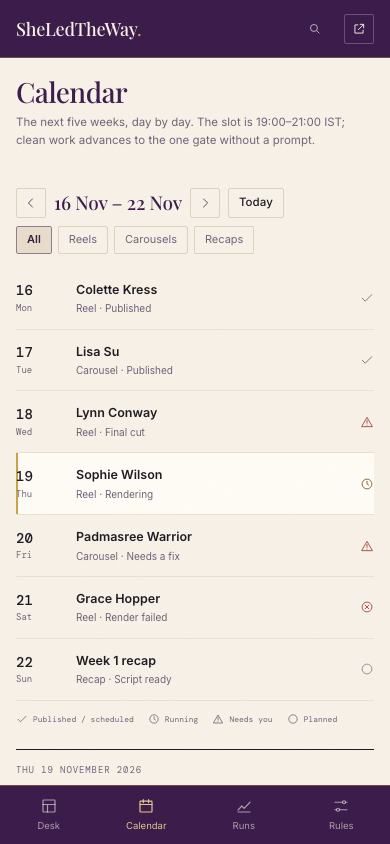 SheLedTheWay.
Calendar
The next five weeks, day by day. The slot is 19:00–21:00 IST;
clean work advances to the one gate without a prompt.
16 Nov – 22 Nov
Today
All
Reels
Carousels
Recaps
16
Mon
Colette Kress
Reel · Published
17
Tue
Lisa Su
Carousel · Published
18
Wed
Lynn Conway
Reel · Final cut
19
Thu
Sophie Wilson
Reel · Rendering
20
Fri
Padmasree Warrior
Carousel · Needs a fix
21
Sat
Grace Hopper
Reel · Render failed
22
Sun
Week 1 recap
Recap · Script ready
Published / scheduled
Running
Needs you
Planned
THU 19 NOVEMBER 2026
Desk
Calendar
Runs
Rules